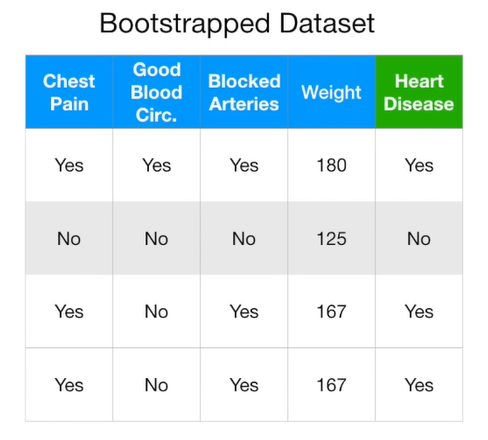 Bootstrapped Dataset
Chest Pain | Good Blood Circ. | Blocked Arteries | Weight | Heart Disease
Yes | Yes | Yes | 180 | Yes
No | No | No | 125 | No
Yes | No | Yes | 167 | Yes
Yes | No | Yes | 167 | Yes